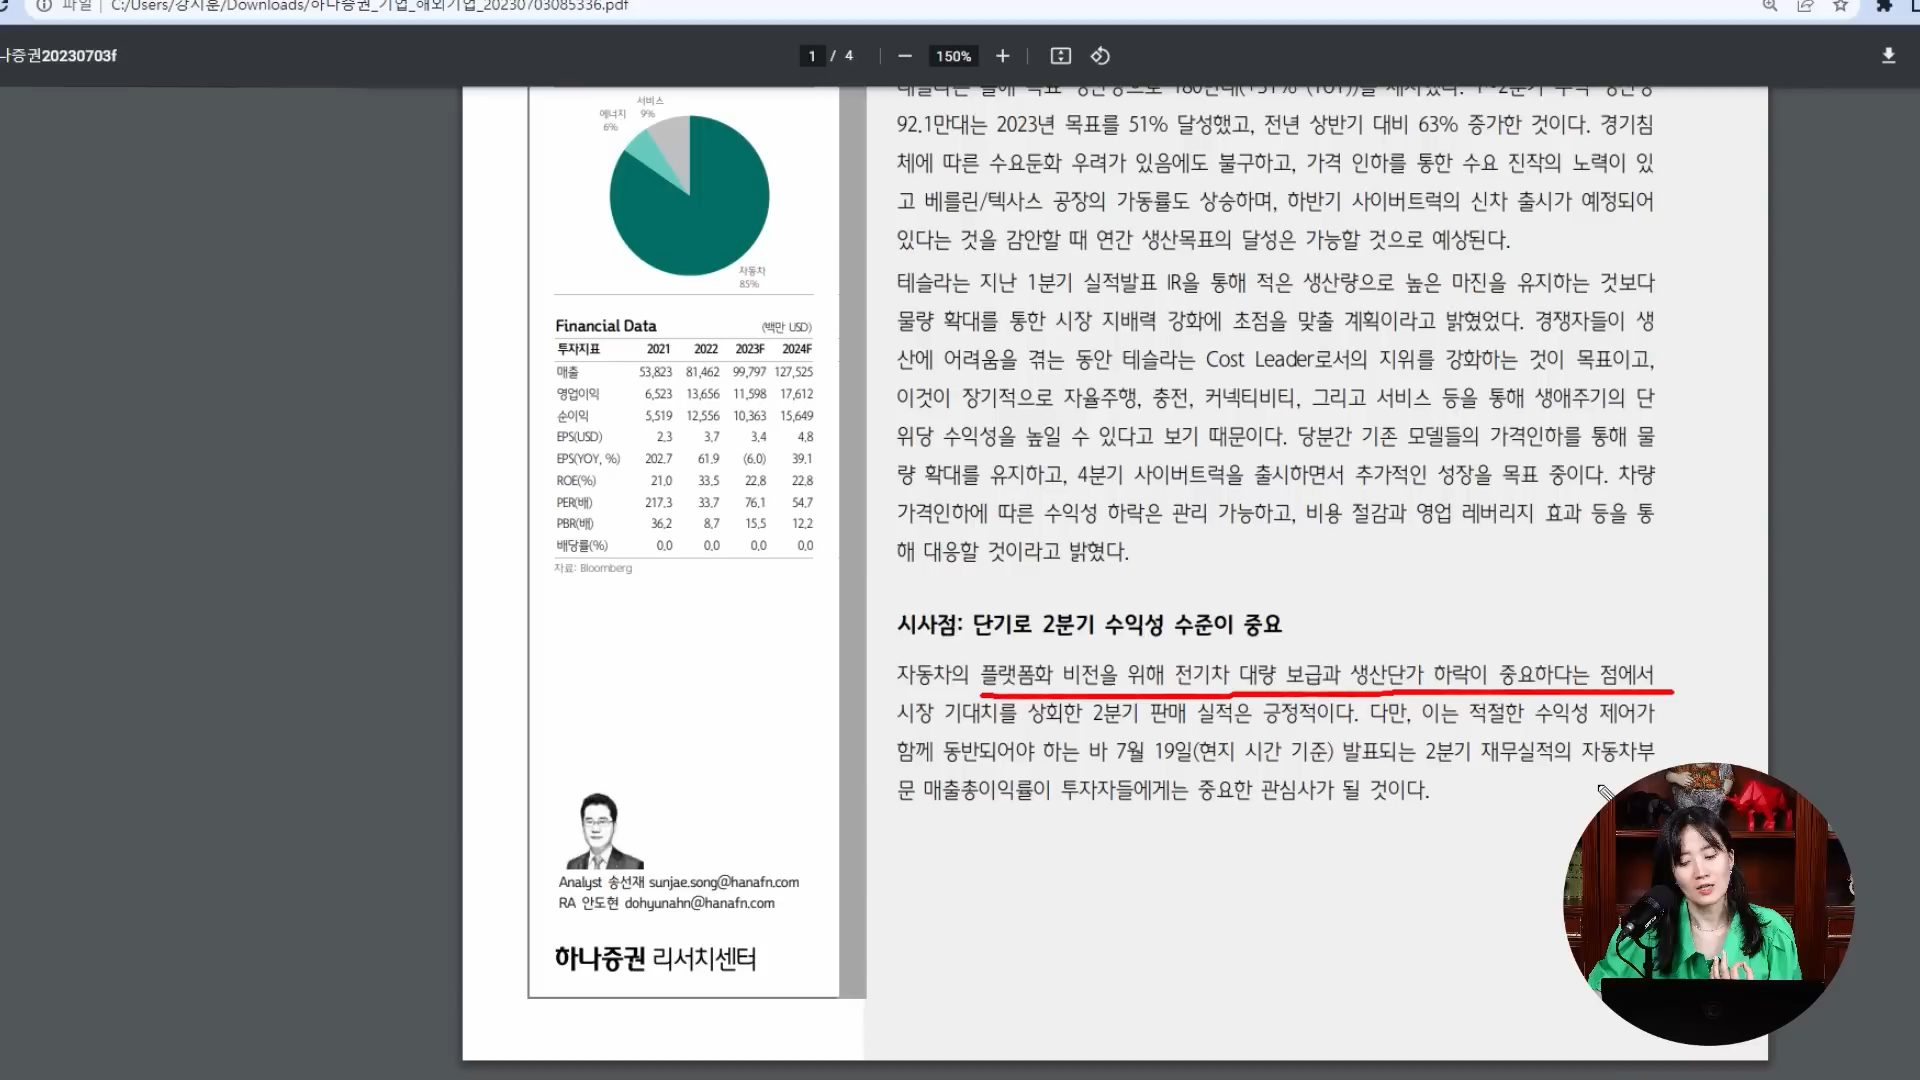 파일 C:/Users/강지훈/Downloads/하나증권_기업_해외기업_20230703085336.pdf
나증권20230703f
1 / 4
150%
서비스
9%
에너지
6%
자동차
85%
Financial Data (백만 USD)
투자지표 2021 2022 2023F 2024F
매출 53,823 81,462 99,797 127,525
영업이익 6,523 13,656 11,598 17,612
순이익 5,519 12,556 10,363 15,649
EPS(USD) 2.3 3.7 3.4 4.8
EPS(YOY, %) 202.7 61.9 (6.0) 39.1
ROE(%) 21.0 33.5 22.8 22.8
PER(배) 217.3 33.7 76.1 54.7
PBR(배) 36.2 8.7 15.5 12.2
배당률(%) 0.0 0.0 0.0 0.0
자료: Bloomberg
Analyst 송선재 sunjae.song@hanafn.com
RA 안도현 dohyunahn@hanafn.com
하나증권 리서치센터
92.1만대는 2023년 목표를 51% 달성했고, 전년 상반기 대비 63% 증가한 것이다. 경기침
체에 따른 수요둔화 우려가 있음에도 불구하고, 가격 인하를 통한 수요 진작의 노력이 있
고 베를린/텍사스 공장의 가동률도 상승하며, 하반기 사이버트럭의 신차 출시가 예정되어
있다는 것을 감안할 때 연간 생산목표의 달성은 가능할 것으로 예상된다.
테슬라는 지난 1분기 실적발표 IR을 통해 적은 생산량으로 높은 마진을 유지하는 것보다
물량 확대를 통한 시장 지배력 강화에 초점을 맞출 계획이라고 밝혔었다. 경쟁자들이 생
산에 어려움을 겪는 동안 테슬라는 Cost Leader로서의 지위를 강화하는 것이 목표이고,
이것이 장기적으로 자율주행, 충전, 커넥티비티, 그리고 서비스 등을 통해 생애주기의 단
위당 수익성을 높일 수 있다고 보기 때문이다. 당분간 기존 모델들의 가격인하를 통해 물
량 확대를 유지하고, 4분기 사이버트럭을 출시하면서 추가적인 성장을 목표 중이다. 차량
가격인하에 따른 수익성 하락은 관리 가능하고, 비용 절감과 영업 레버리지 효과 등을 통
해 대응할 것이라고 밝혔다.
시사점: 단기로 2분기 수익성 수준이 중요
자동차의 플랫폼화 비전을 위해 전기차 대량 보급과 생산단가 하락이 중요하다는 점에서
시장 기대치를 상회한 2분기 판매 실적은 긍정적이다. 다만, 이는 적절한 수익성 제어가
함께 동반되어야 하는 바 7월 19일(현지 시간 기준) 발표되는 2분기 재무실적의 자동차부
문 매출총이익률이 투자자들에게는 중요한 관심사가 될 것이다.